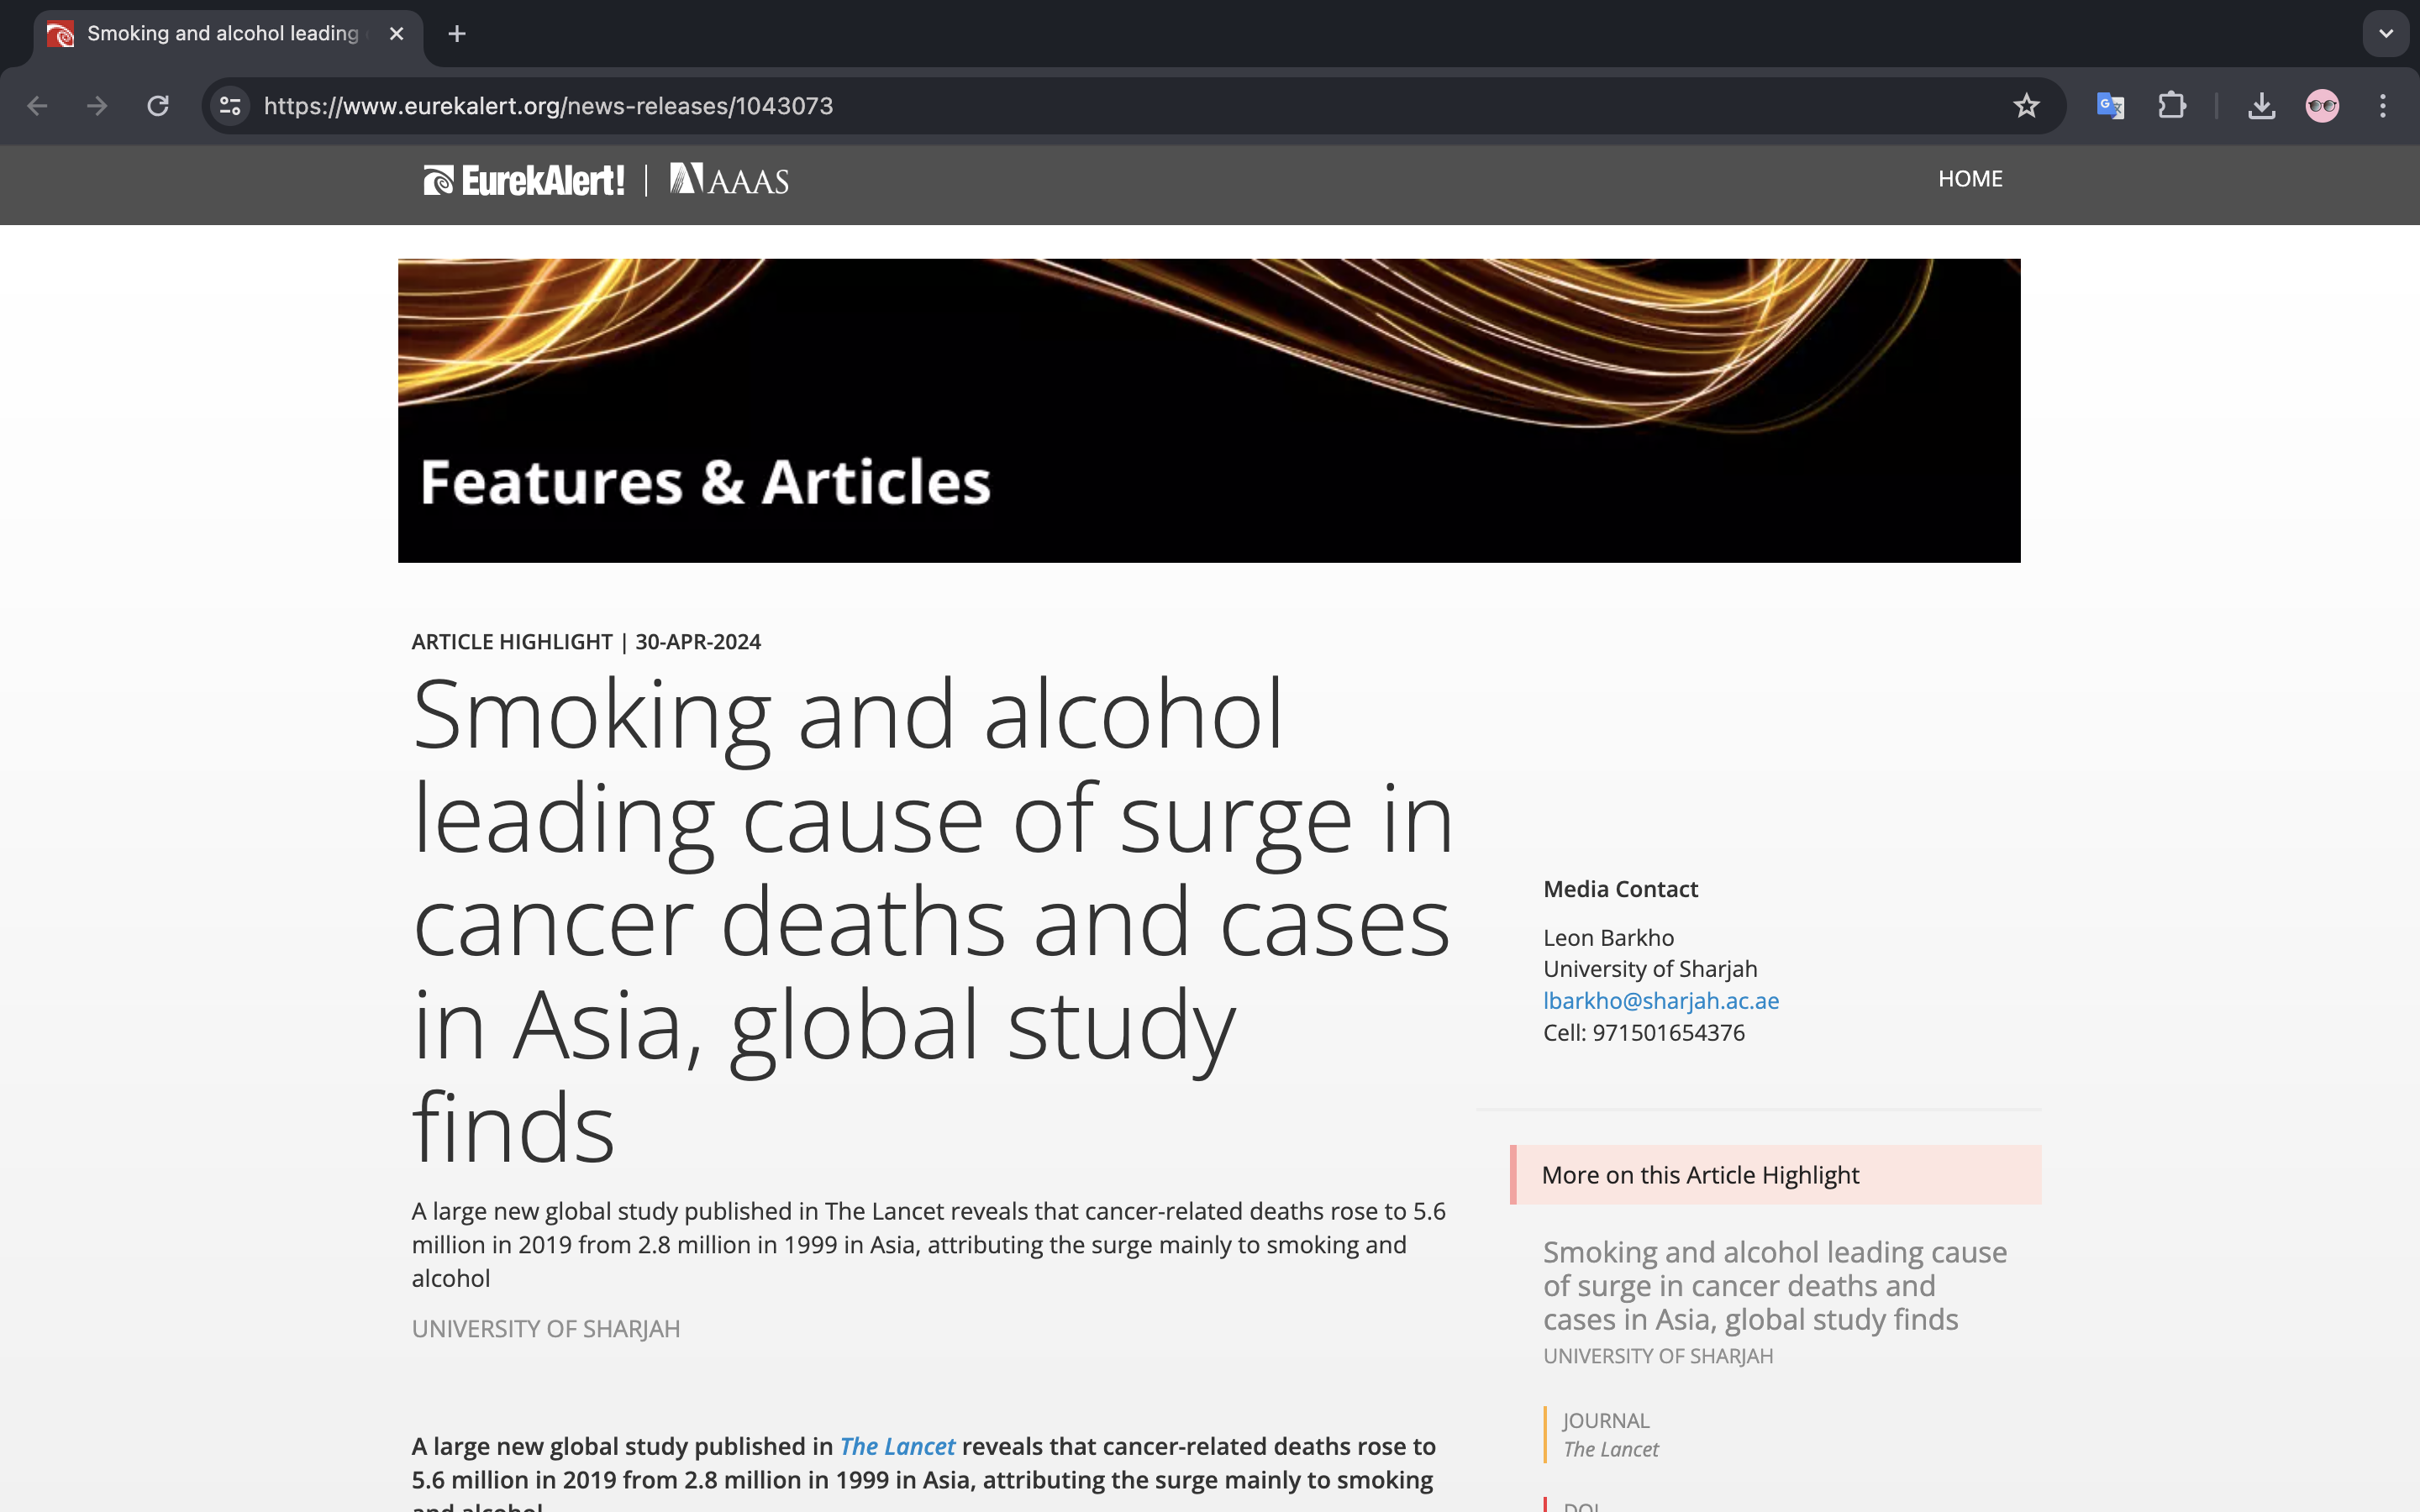 Smoking and alcohol leading
https://www.eurekalert.org/news-releases/1043073
EurekAlert! | AAAS
HOME
Features & Articles
ARTICLE HIGHLIGHT | 30-APR-2024
Smoking and alcohol
leading cause of surge in
cancer deaths and cases
in Asia, global study
finds
A large new global study published in The Lancet reveals that cancer-related deaths rose to 5.6
million in 2019 from 2.8 million in 1999 in Asia, attributing the surge mainly to smoking and
alcohol
UNIVERSITY OF SHARJAH
A large new global study published in The Lancet reveals that cancer-related deaths rose to
5.6 million in 2019 from 2.8 million in 1999 in Asia, attributing the surge mainly to smoking
and alcohol
Media Contact
Leon Barkho
University of Sharjah
lbarkho@sharjah.ac.ae
Cell: 971501654376
More on this Article Highlight
Smoking and alcohol leading cause
of surge in cancer deaths and
cases in Asia, global study finds
UNIVERSITY OF SHARJAH
JOURNAL
The Lancet
DOI